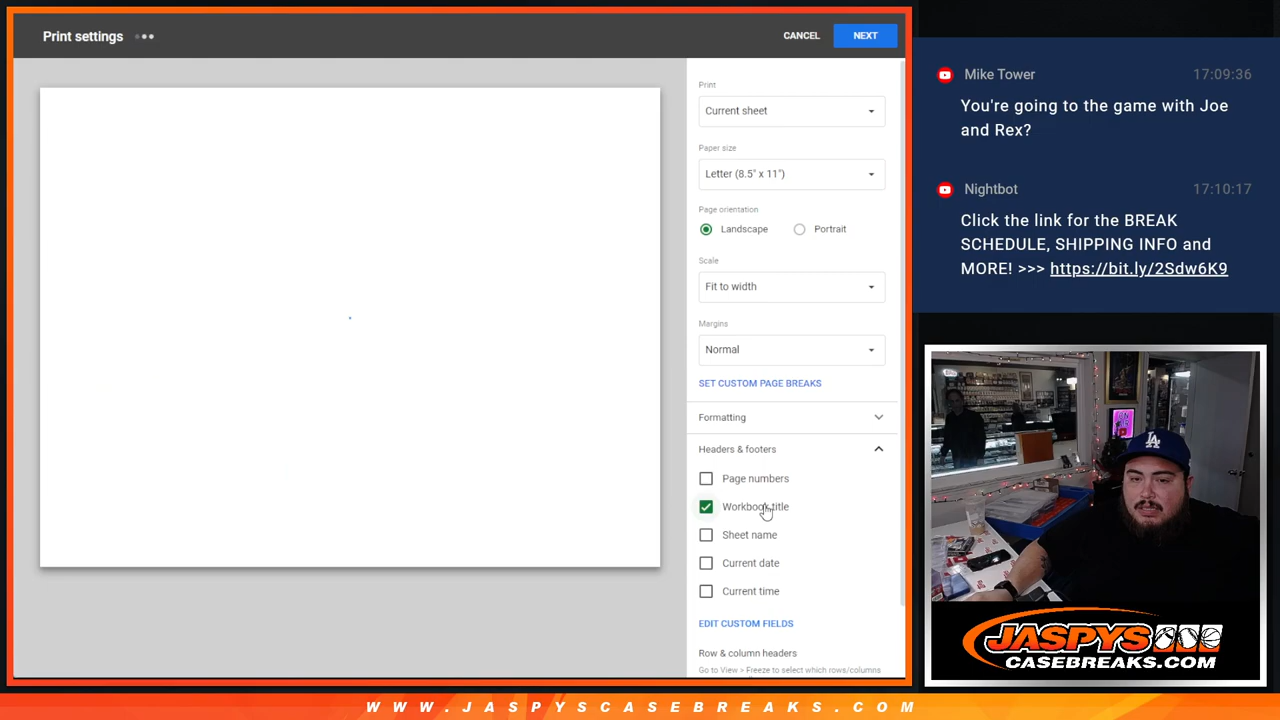 Print settings
CANCEL
NEXT
Print
Current sheet
Paper size
Letter (8.5" x 11")
Page orientation
Landscape
Portrait
Scale
Fit to width
Margins
Normal
SET CUSTOM PAGE BREAKS
Formatting
Headers & footers
Page numbers
Workbook title
Sheet name
Current date
Current time
EDIT CUSTOM FIELDS
Row & column headers
Go to View > Freeze to select which rows/columns
Mike Tower 17:09:36
You're going to the game with Joe
and Rex?
Nightbot 17:10:17
Click the link for the BREAK
SCHEDULE, SHIPPING INFO and
MORE! >>> https://bit.ly/2Sdw6K9
LA
JASPYS
CASEBREAKS.COM
WWW.JASPYSCASEBREAKS.COM